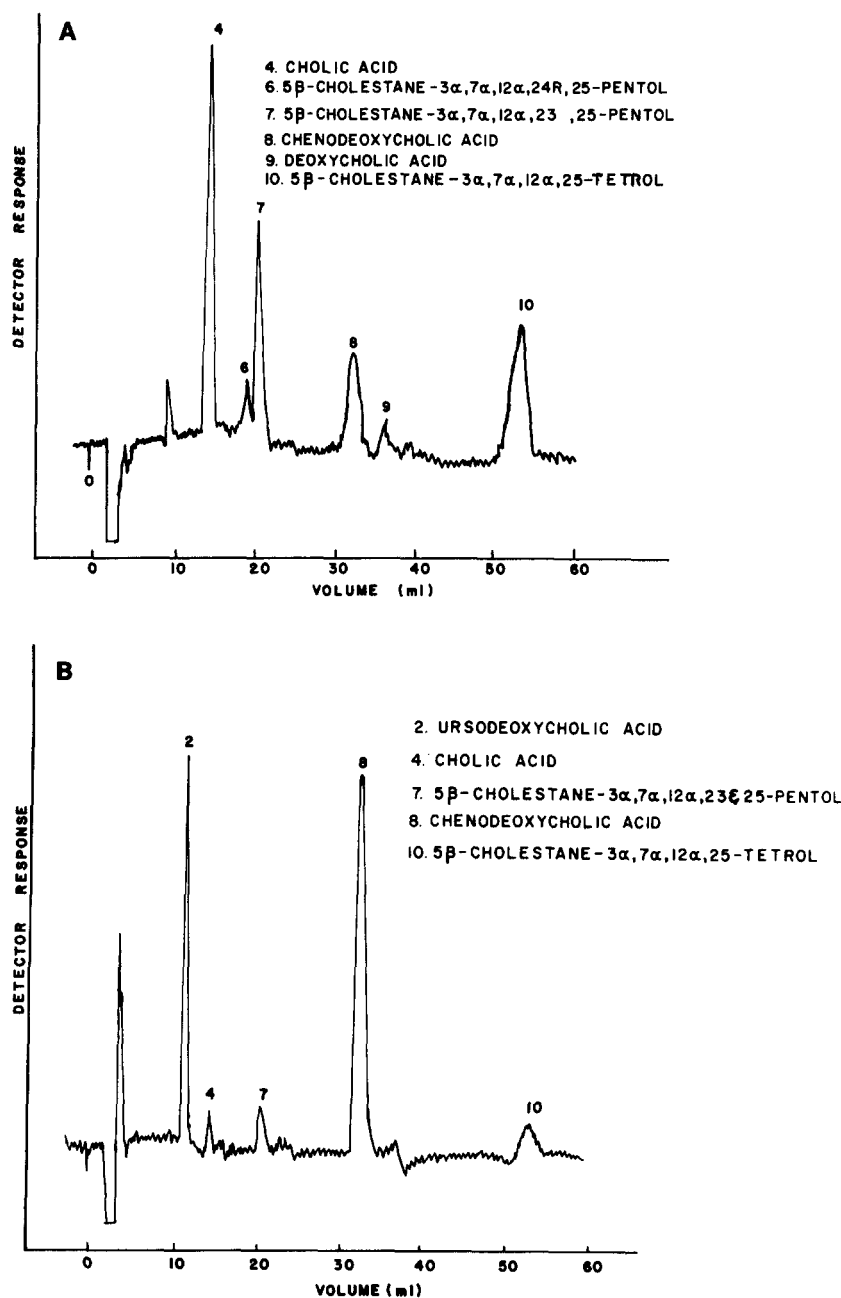 A
4
4. CHOLIC ACID
6. 5β-CHOLESTANE-3α,7α,12α,24R,25-PENTOL
7. 5β-CHOLESTANE-3α,7α,12α,23 ,25-PENTOL
8. CHENODEOXYCHOLIC ACID
9. DEOXYCHOLIC ACID
10. 5β-CHOLESTANE-3α,7α,12α,25-TETROL
DETECTOR RESPONSE
7
10
8
6
9
0
0 10 20 30 40 50 60
VOLUME (ml)
B
2. URSODEOXYCHOLIC ACID
2
4. CHOLIC ACID
8
7. 5β-CHOLESTANE-3α,7α,12α,23ξ,25-PENTOL
8. CHENODEOXYCHOLIC ACID
10. 5β-CHOLESTANE-3α,7α,12α,25-TETROL
DETECTOR RESPONSE
4
7
10
0 10 20 30 40 50 60
VOLUME (ml)